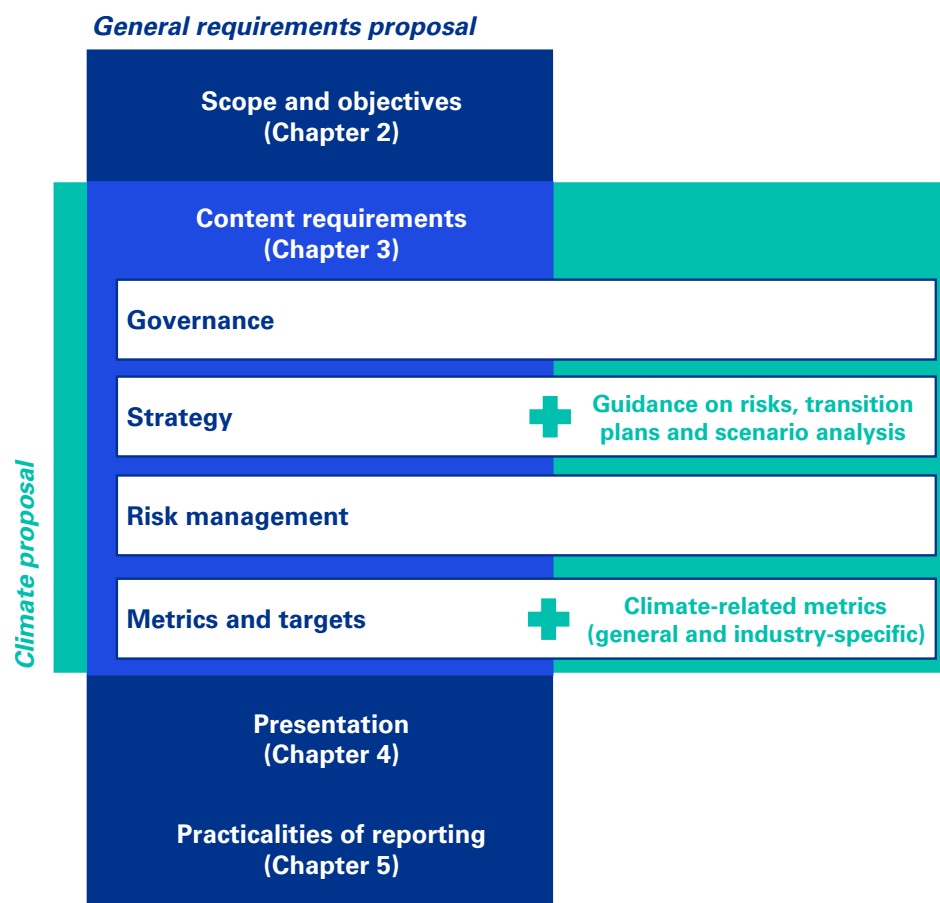 General requirements proposal
Scope and objectives
(Chapter 2)
Content requirements
(Chapter 3)
Governance
Strategy
Guidance on risks, transition
plans and scenario analysis
Risk management
Metrics and targets
Climate-related metrics
(general and industry-specific)
Climate proposal
Presentation
(Chapter 4)
Practicalities of reporting
(Chapter 5)